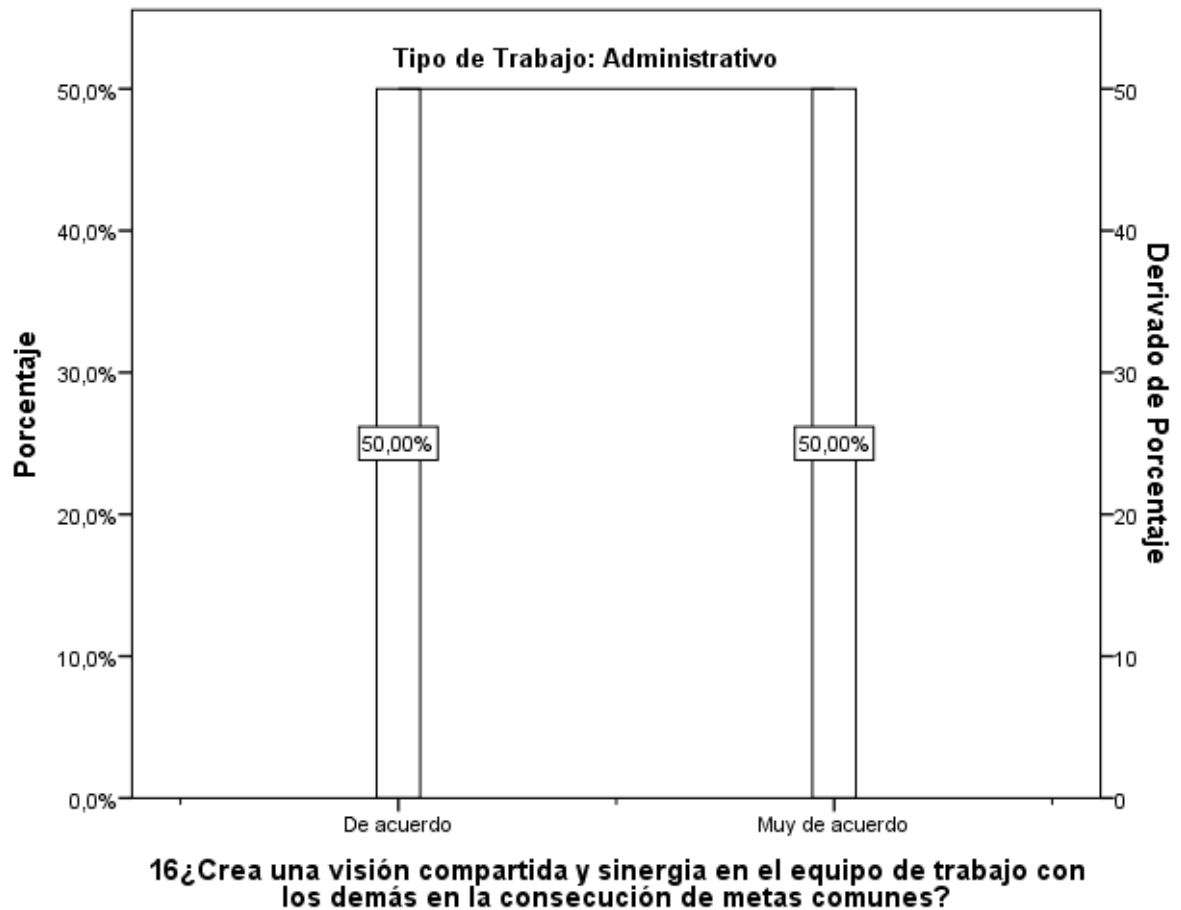 Tipo de Trabajo: Administrativo
Porcentaje
50,0%
40,0%
30,0%
20,0%
10,0%
0,0%
50,00%
50,00%
50
40
30
20
10
0
Derivado de Porcentaje
De acuerdo
Muy de acuerdo
16¿Crea una visión compartida y sinergia en el equipo de trabajo con
los demás en la consecución de metas comunes?